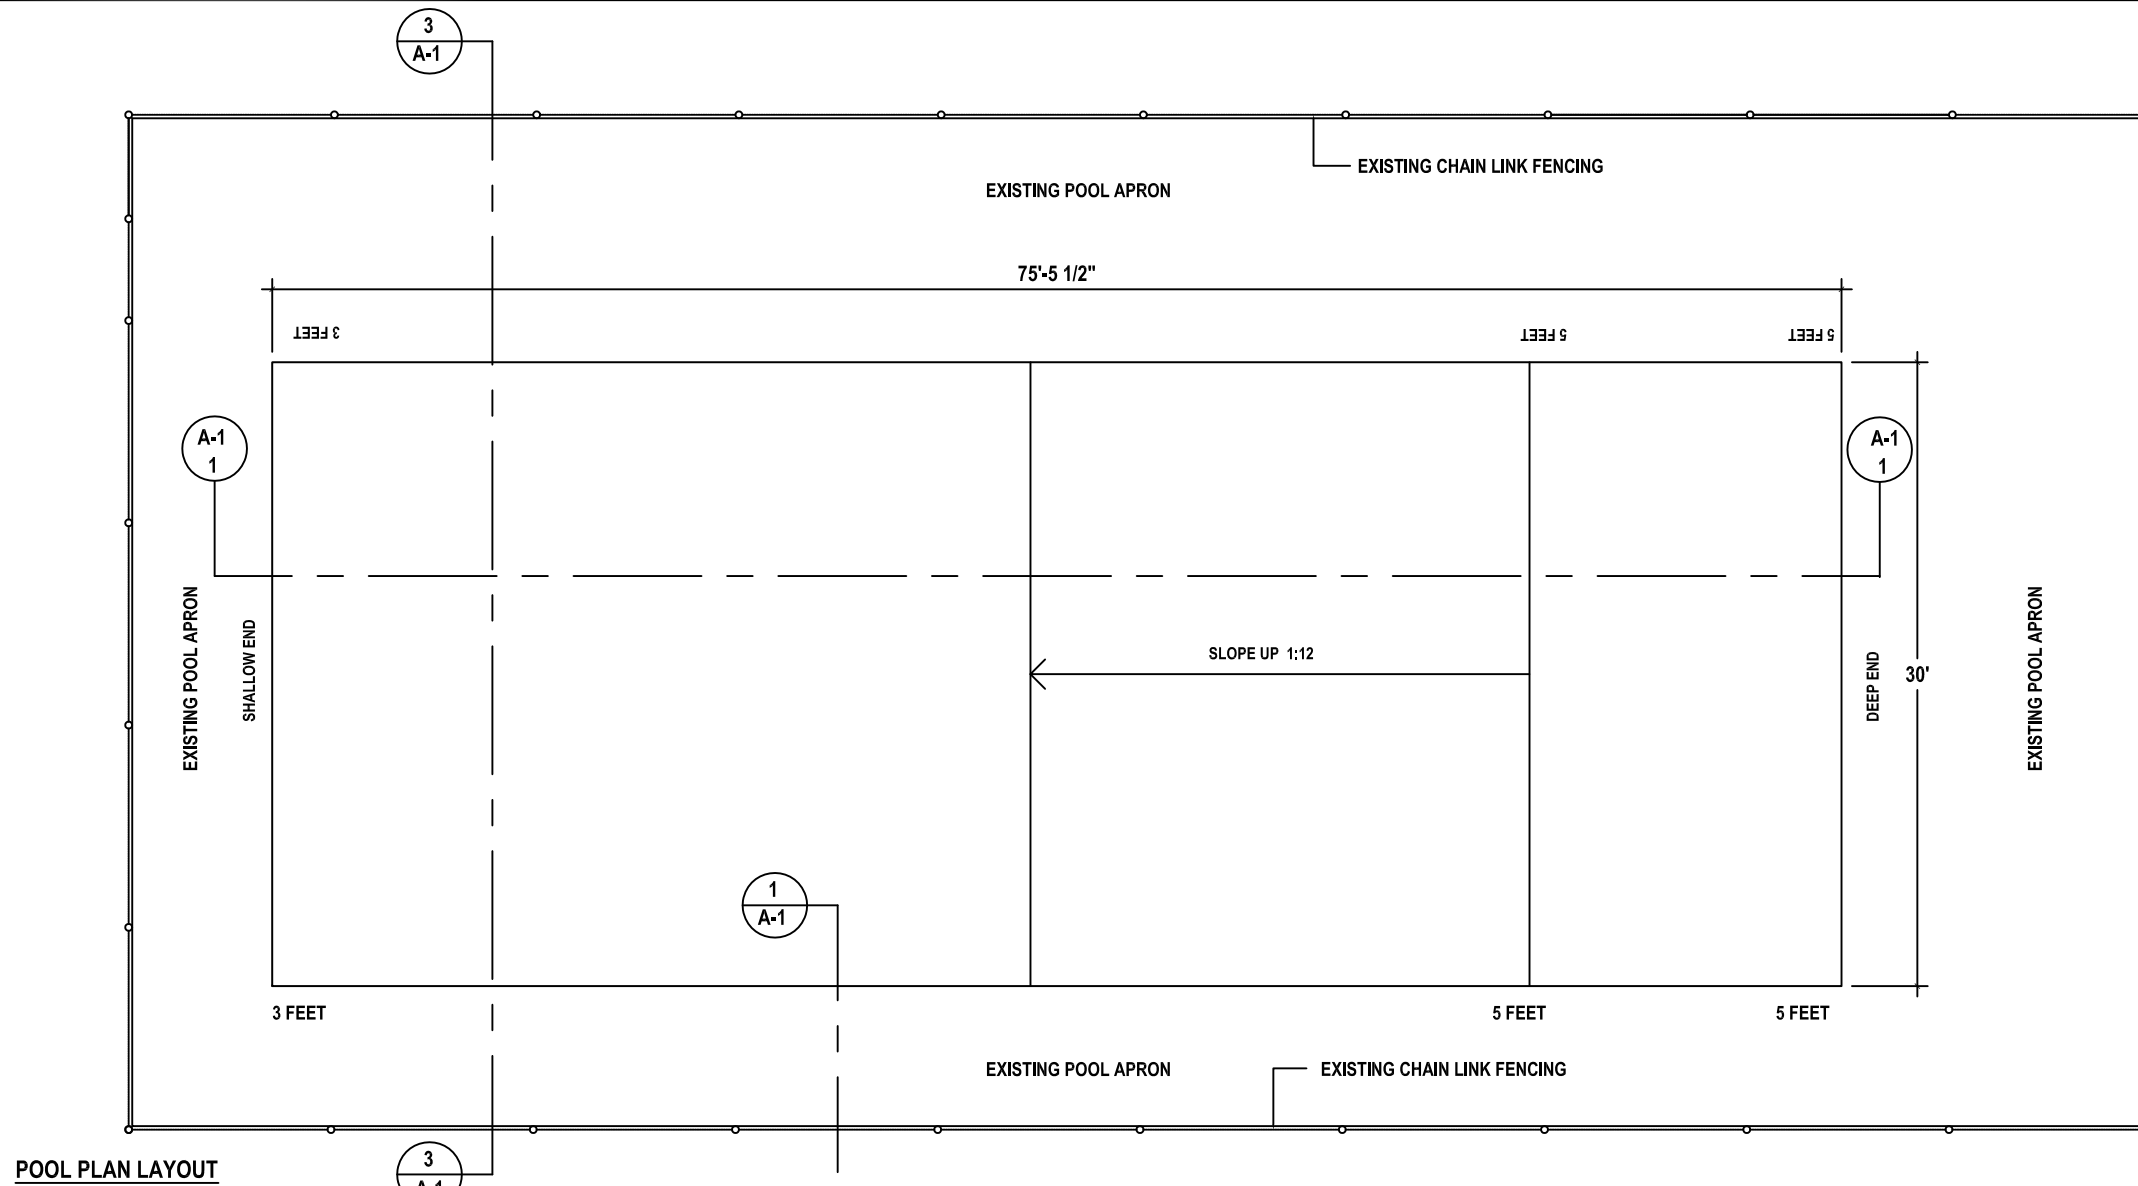 3
A-1
EXISTING CHAIN LINK FENCING
EXISTING POOL APRON
75'-5 1/2"
3 FEET
5 FEET
5 FEET
A-1
1
A-1
1
EXISTING POOL APRON
SHALLOW END
SLOPE UP 1:12
DEEP END
30'
EXISTING POOL APRON
1
A-1
3 FEET
5 FEET
5 FEET
EXISTING POOL APRON
EXISTING CHAIN LINK FENCING
3
A-1
POOL PLAN LAYOUT